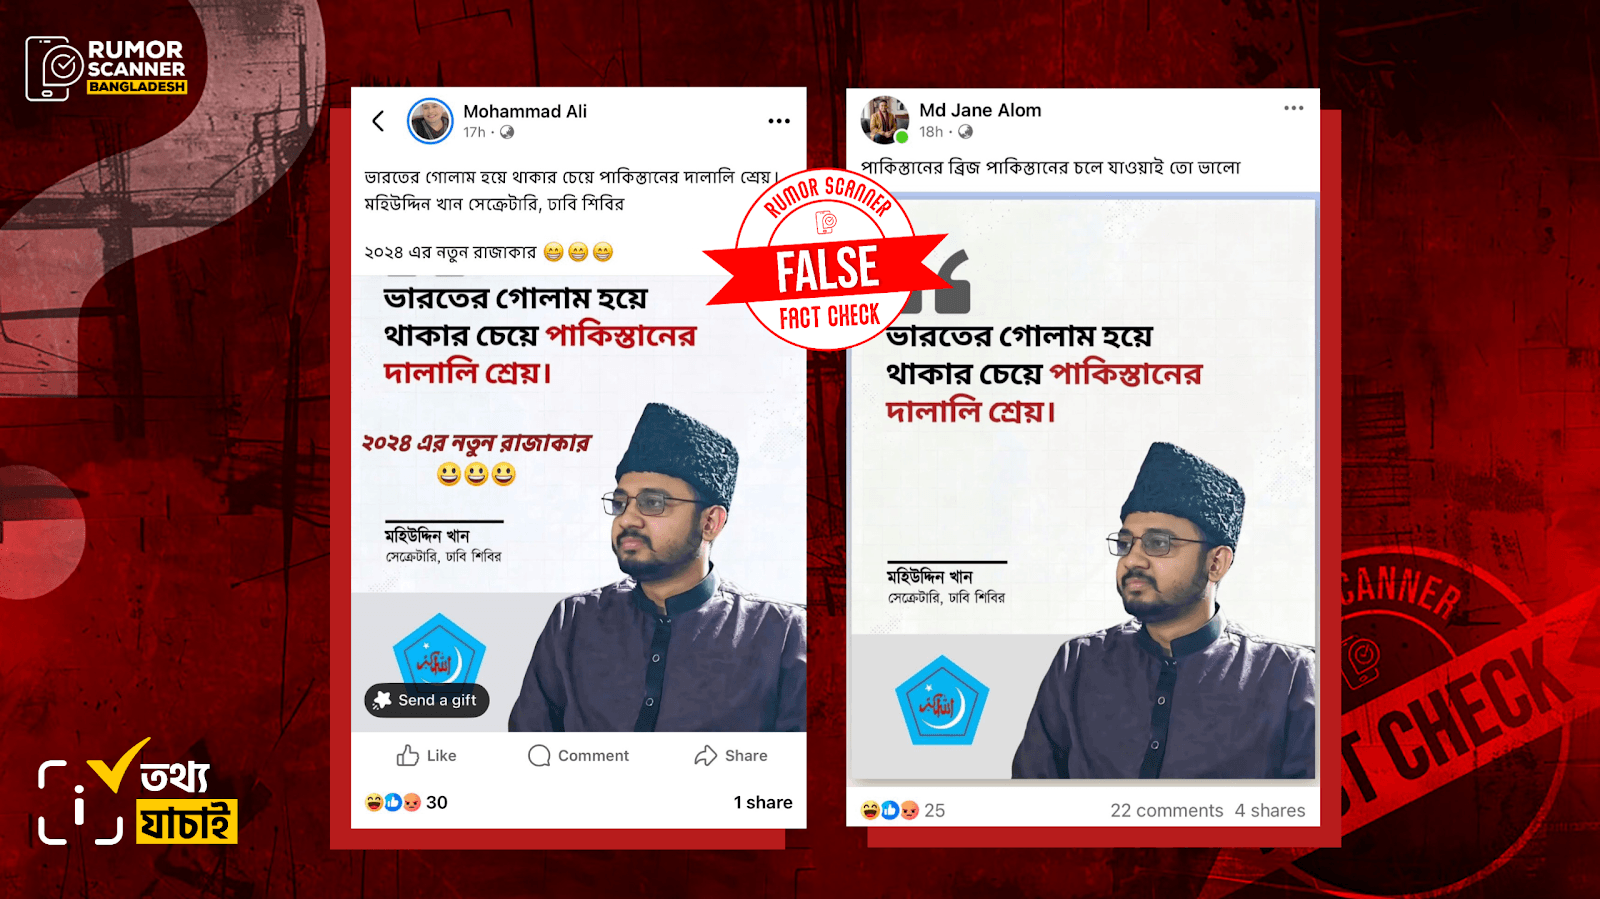 RUMOR
SCANNER
BANGLADESH
Mohammad Ali
17h
ভারতের গোলাম হয়ে থাকার চেয়ে পাকিস্তানের দালালি শ্রেয়।
মহিউদ্দিন খান সেক্রেটারি, ঢাবি শিবির
২০২৪ এর নতুন রাজাকার 😁😁😁
ভারতের গোলাম হয়ে
থাকার চেয়ে পাকিস্তানের
দালালি শ্রেয়।
২০২৪ এর নতুন রাজাকার
😀😀😀
মহিউদ্দিন খান
সেক্রেটারি, ঢাবি শিবির
Send a gift
Like Comment Share
30 1 share
RUMOR SCANNER
FALSE
FACT CHECK
Md Jane Alom
18h
পাকিস্তানের ব্রিজ পাকিস্তানের চলে যাওয়াই তো ভালো
ভারতের গোলাম হয়ে
থাকার চেয়ে পাকিস্তানের
দালালি শ্রেয়।
মহিউদ্দিন খান
সেক্রেটারি, ঢাবি শিবির
25 22 comments 4 shares
তথ্য
যাচাই
SCANNER
CHECK